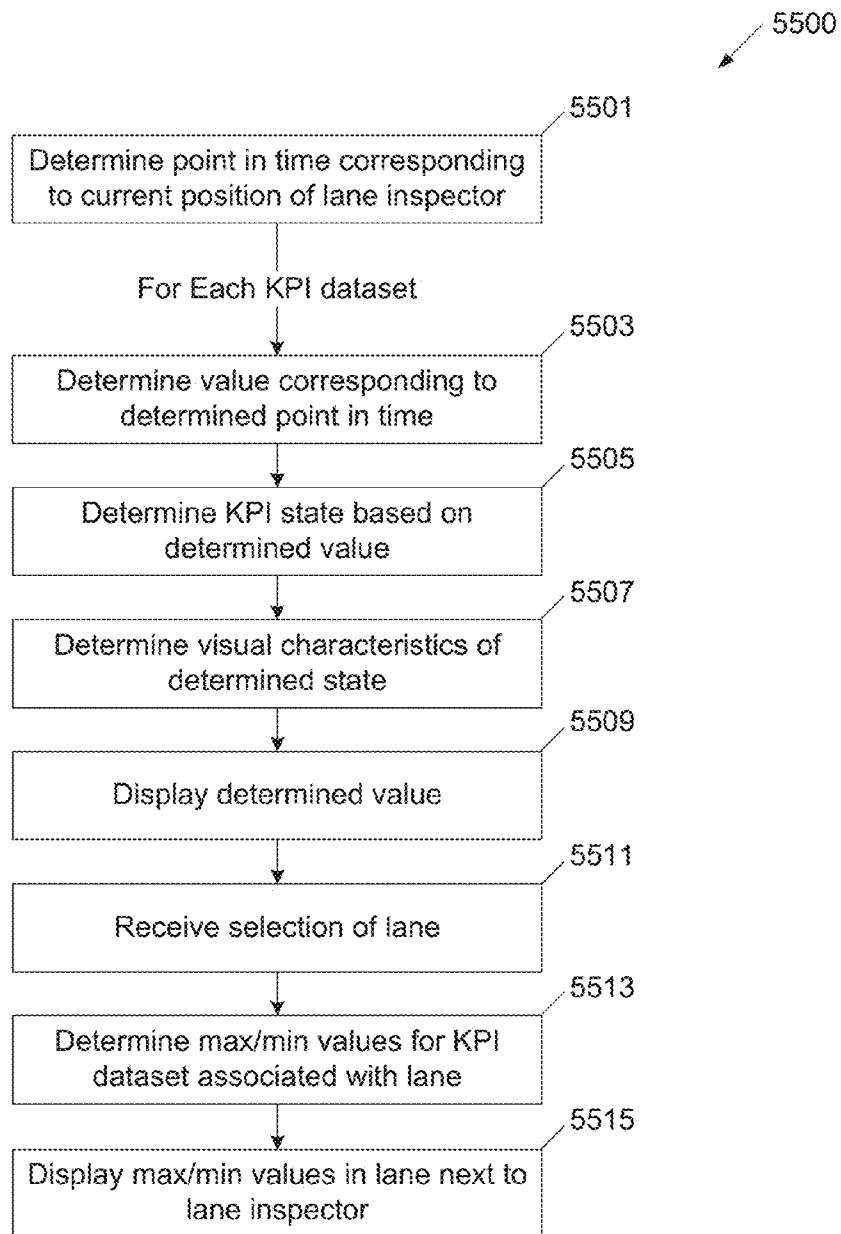 5500
5501
Determine point in time corresponding
to current position of lane inspector
For Each KPI dataset
5503
Determine value corresponding to
determined point in time
5505
Determine KPI state based on
determined value
5507
Determine visual characteristics of
determined state
5509
Display determined value
5511
Receive selection of lane
5513
Determine max/min values for KPI
dataset associated with lane
5515
Display max/min values in lane next to
lane inspector